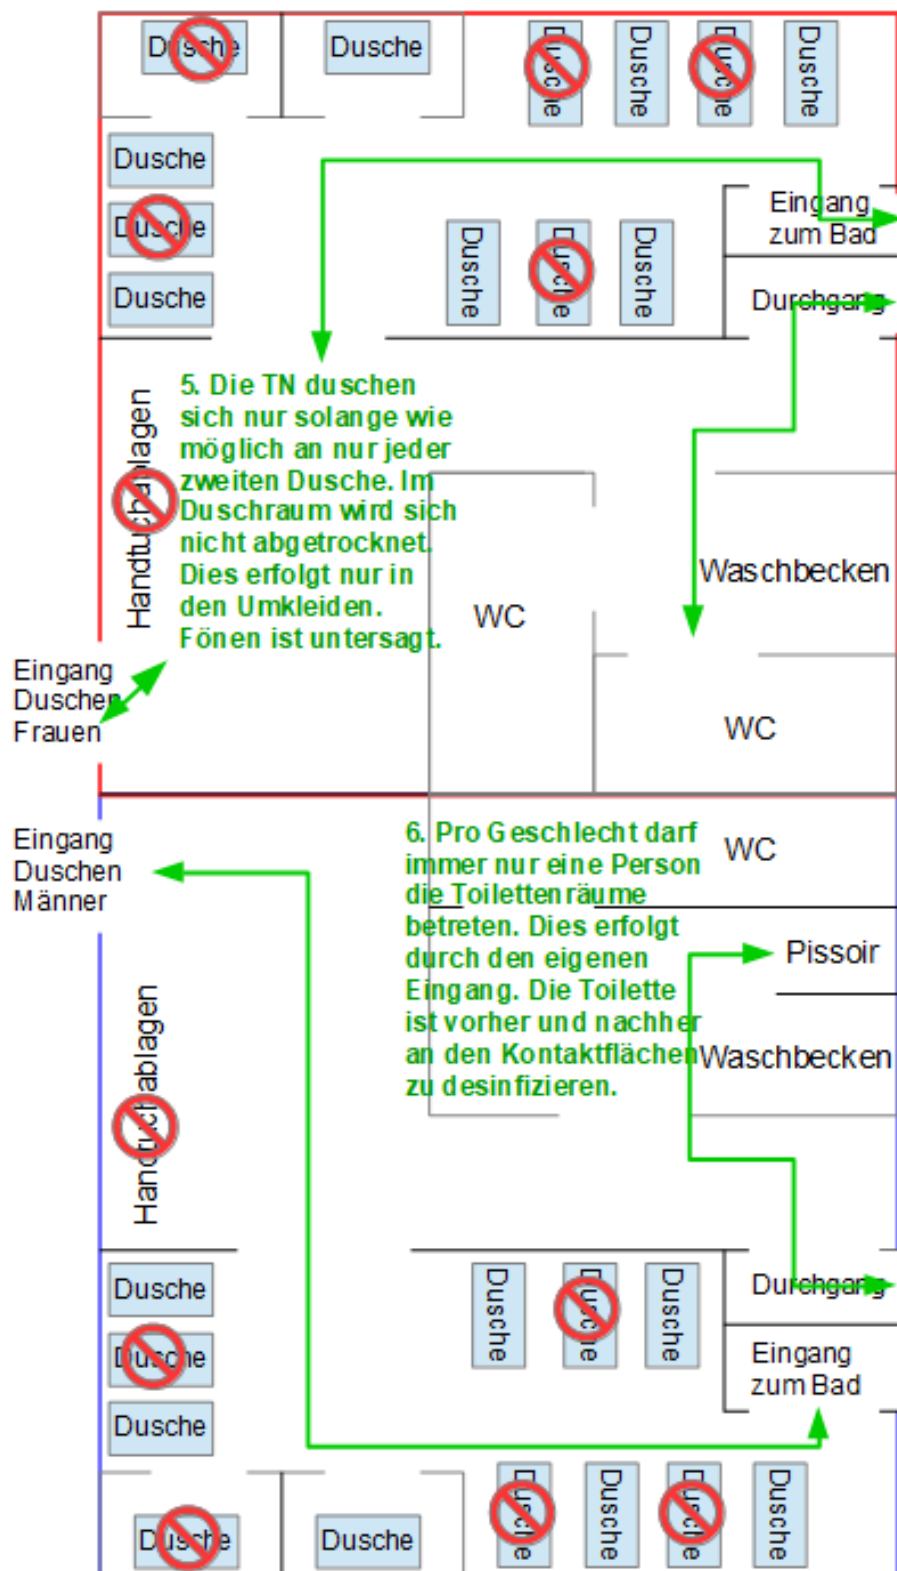 Dusche
Dusche
Dusche
Dusche
Dusche
Dusche
Dusche
Dusche
Dusche
Dusche
Dusche
Dusche
Eingang
zum Bad
Durchgang
5. Die TN duschen
sich nur solange wie
möglich an nur jeder
zweiten Dusche. Im
Duschraum wird sich
nicht abgetrocknet.
Dies erfolgt nur in
den Umkleiden.
Fönen ist untersagt.
Handtuchablagen
Waschbecken
WC
WC
Eingang
Duschen
Frauen
Eingang
Duschen
Männer
6. Pro Geschlecht darf
immer nur eine Person
die Toilettenräume
betreten. Dies erfolgt
durch den eigenen
Eingang. Die Toilette
ist vorher und nachher
an den Kontaktflächen
zu desinfizieren.
WC
Pissoir
Waschbecken
Handtuchablagen
Dusche
Dusche
Dusche
Dusche
Dusche
Dusche
Durchgang
Eingang
zum Bad
Dusche
Dusche
Dusche
Dusche
Dusche
Dusche